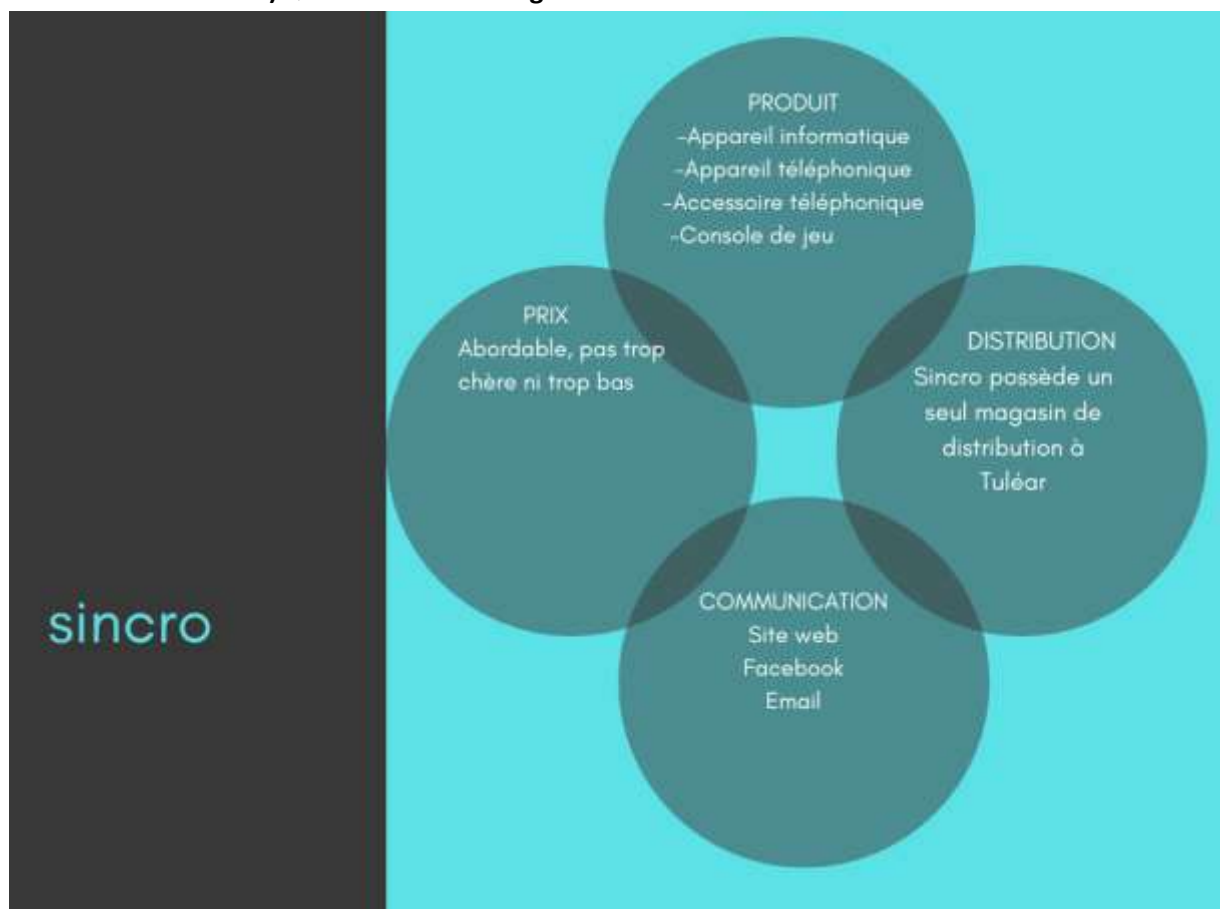 sincro
PRODUIT
-Appareil informatique
-Appareil téléphonique
-Accessoire téléphonique
-Console de jeu
PRIX
Abordable, pas trop
chère ni trop bas
DISTRIBUTION
Sincro possède un
seul magasin de
distribution à
Tuléar
COMMUNICATION
Site web
Facebook
Email